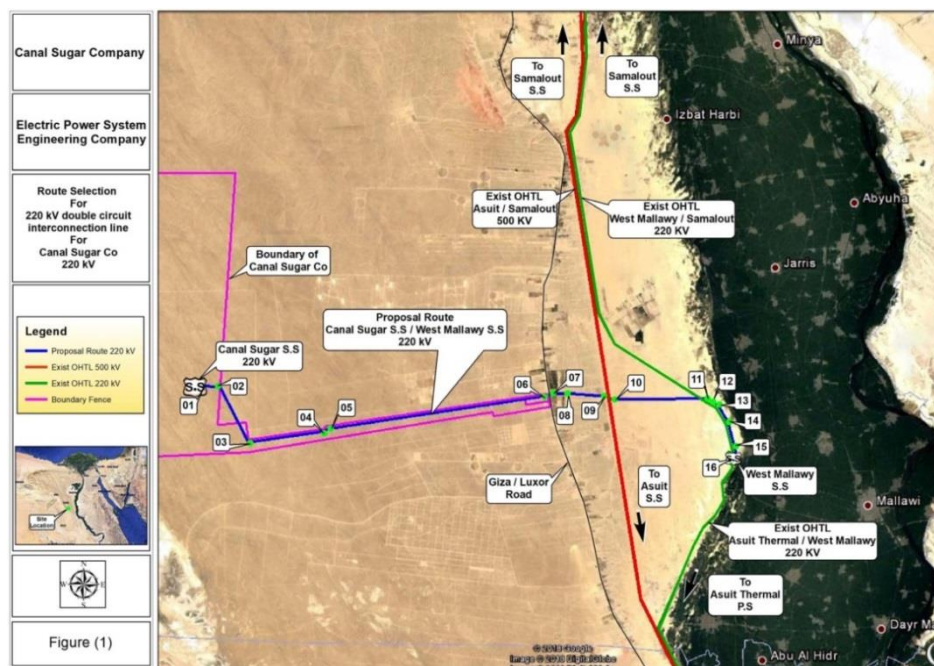 Canal Sugar Company
Electric Power System
Engineering Company
Route Selection
For
220 kV double circuit
interconnection line
For
Canal Sugar Co
220 kV
Legend
Proposal Route 220 kV
Exist OHTL 500 kV
Exist OHTL 220 kV
Boundary Fence
Site
Location
N
W
E
S
Figure (1)
To
Samalout
S.S
To
Samalout
S.S
Minya
Izbat Harbi
Exist OHTL
Asuit / Samalout
500 KV
Exist OHTL
West Mallawy / Samalout
220 KV
Abyuha
Boundary of
Canal Sugar Co
Jarris
Proposal Route
Canal Sugar S.S / West Mallawy S.S
220 kV
Canal Sugar S.S
220 kV
S.S
01
02
03
04
05
06
07
08
09
10
11
12
13
14
15
16
West Mallawy
S.S
Giza / Luxor
Road
To
Asuit
S.S
Mallawi
Exist OHTL
Asuit Thermal / West Mallawy
220 KV
To
Asuit Thermal
P.S
Dayr M
Abu Al Hidr